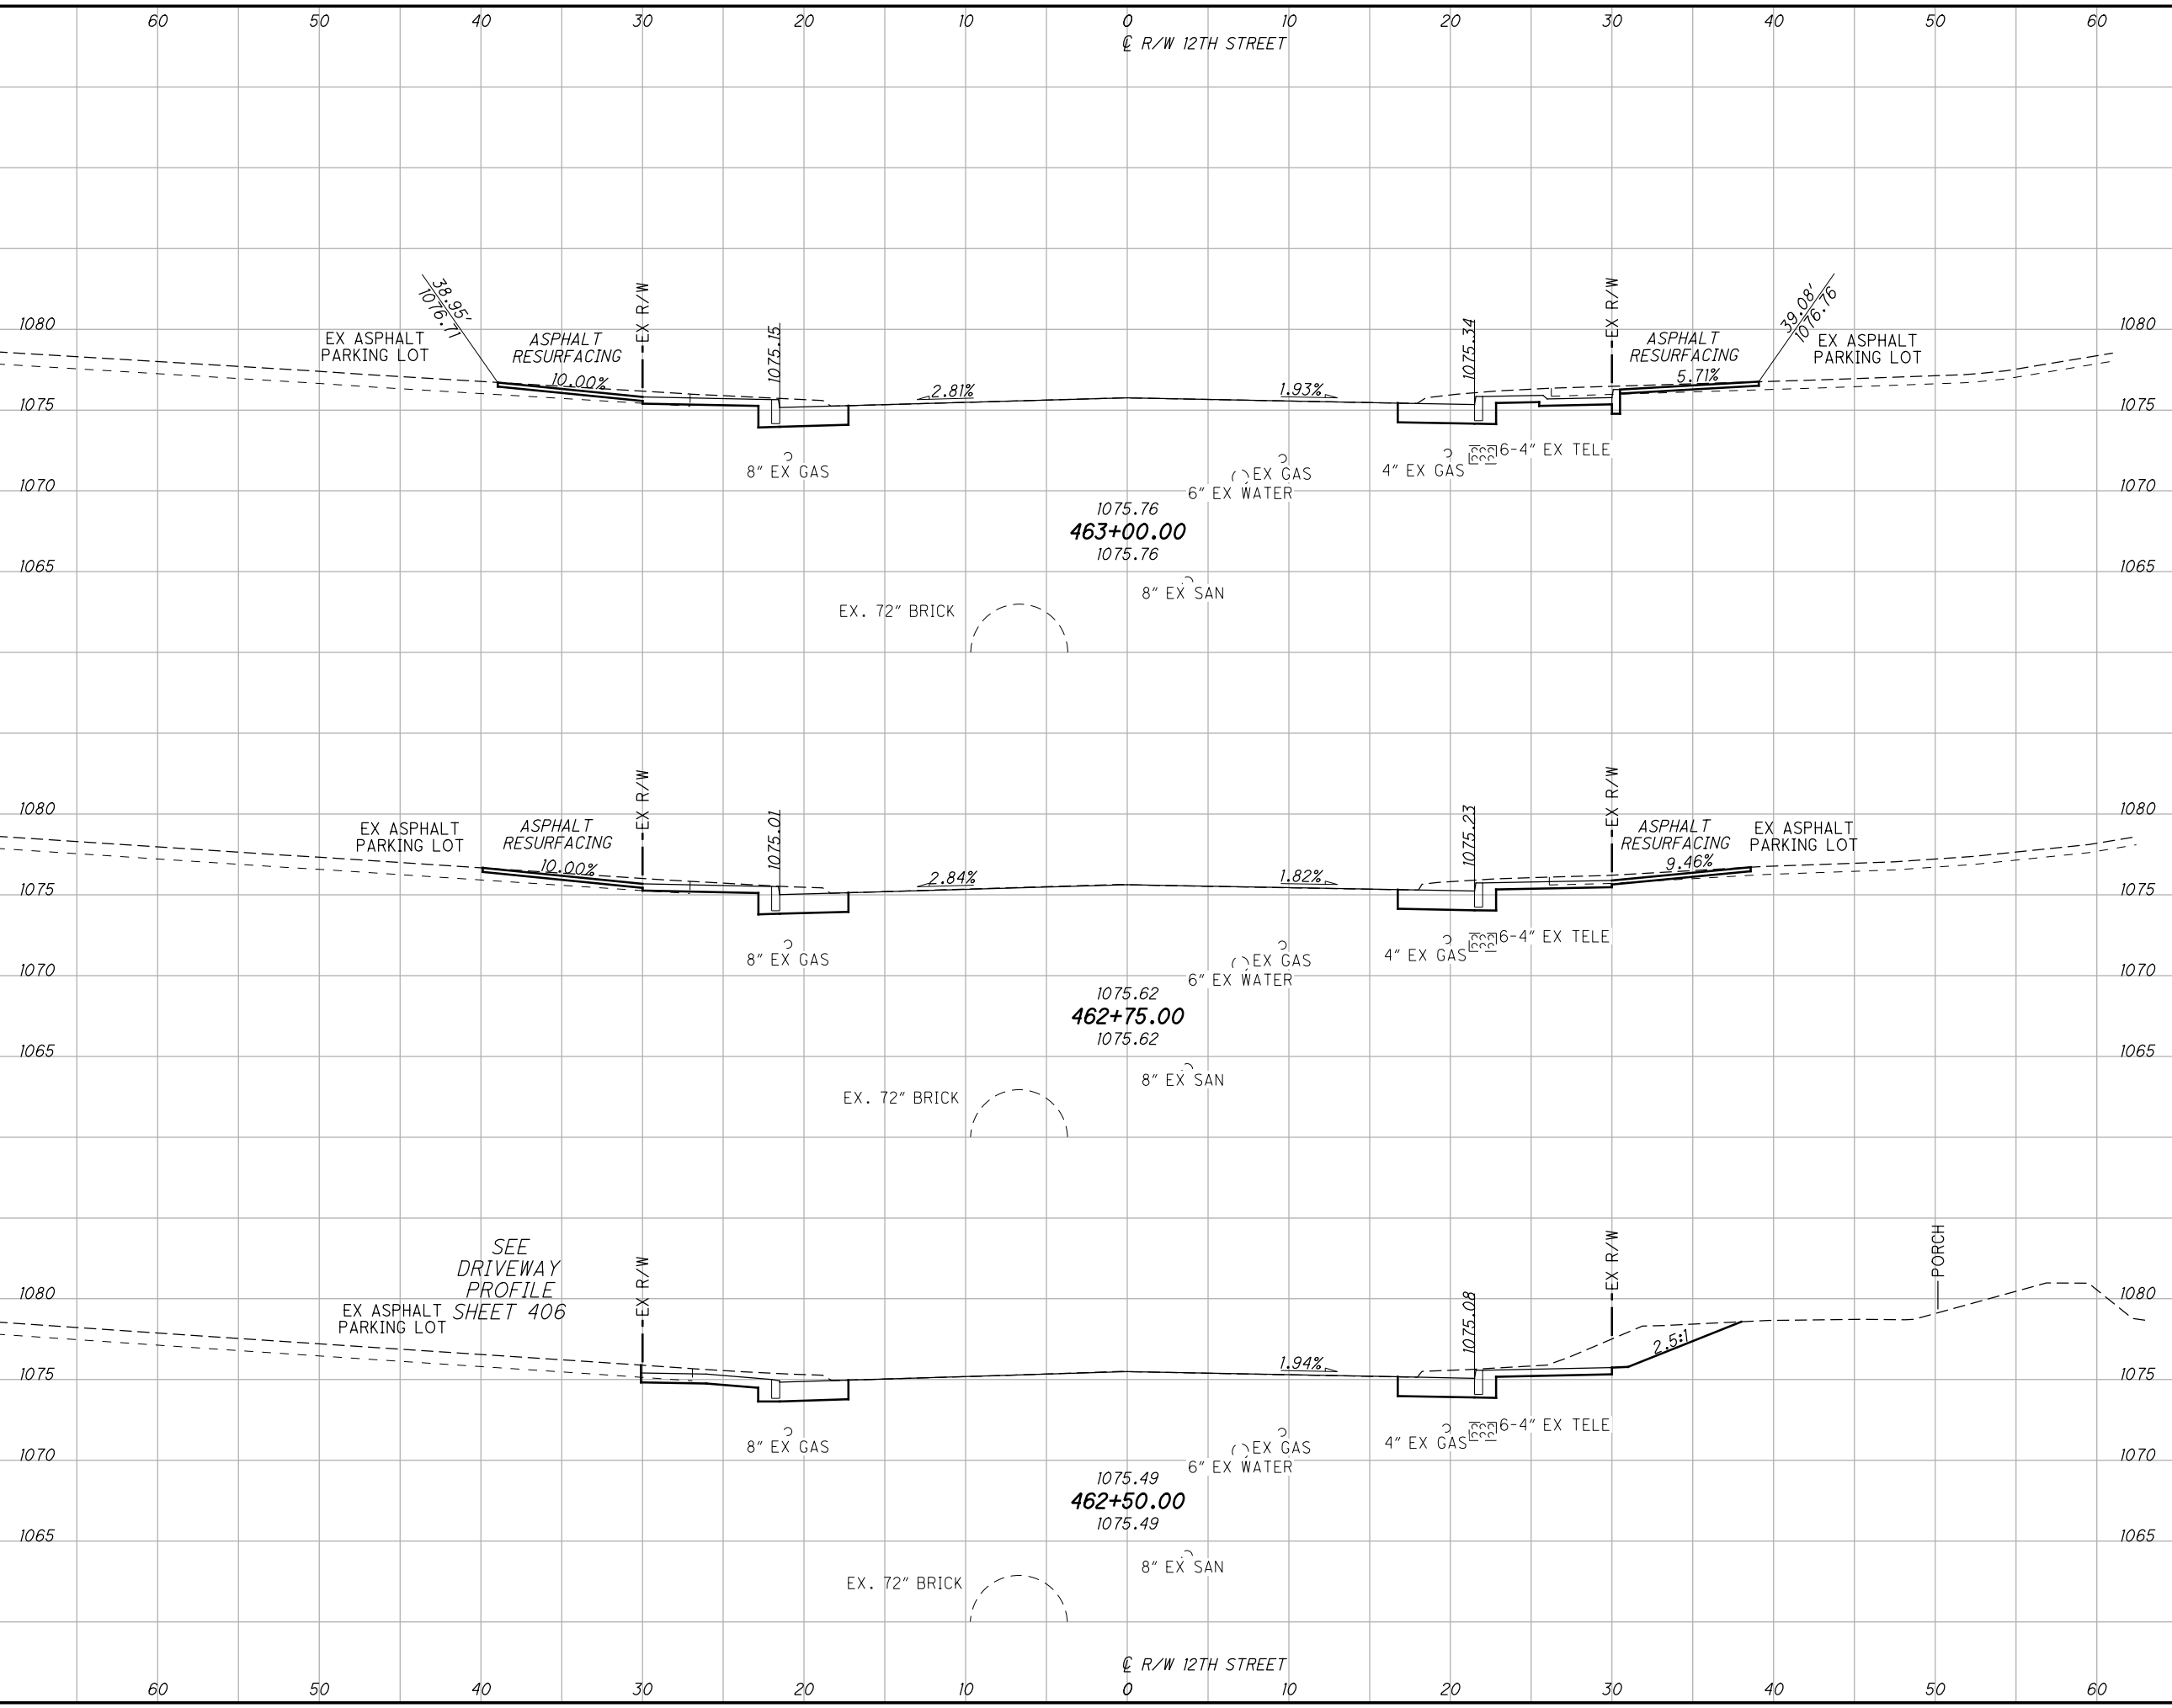 60 50 40 30 20 10 0 10 20 30 40 50 60
℄ R/W 12TH STREET
38.95'
1076.71
EX R/W
1075.15
1075.34
EX R/W
39.08'
1076.76
1080
EX ASPHALT
PARKING LOT
ASPHALT
RESURFACING
10.00%
2.81%
1.93%
ASPHALT
RESURFACING
5.71%
EX ASPHALT
PARKING LOT
1080
1075
1075
8" EX GAS
EX GAS
6" EX WATER
4" EX GAS
6-4" EX TELE
1070
1070
1075.76
463+00.00
1075.76
1065
1065
8" EX SAN
EX. 72" BRICK
EX R/W
1075.01
1075.23
EX R/W
1080
EX ASPHALT
PARKING LOT
ASPHALT
RESURFACING
10.00%
2.84%
1.82%
ASPHALT
RESURFACING
9.46%
EX ASPHALT
PARKING LOT
1080
1075
1075
8" EX GAS
EX GAS
6" EX WATER
4" EX GAS
6-4" EX TELE
1070
1070
1075.62
462+75.00
1075.62
1065
1065
8" EX SAN
EX. 72" BRICK
SEE
DRIVEWAY
PROFILE
SHEET 406
EX R/W
1075.08
EX R/W
PORCH
1080
EX ASPHALT
PARKING LOT
1.94%
2.5:1
1080
1075
1075
8" EX GAS
EX GAS
6" EX WATER
4" EX GAS
6-4" EX TELE
1070
1070
1075.49
462+50.00
1075.49
1065
1065
8" EX SAN
EX. 72" BRICK
℄ R/W 12TH STREET
60 50 40 30 20 10 0 10 20 30 40 50 60